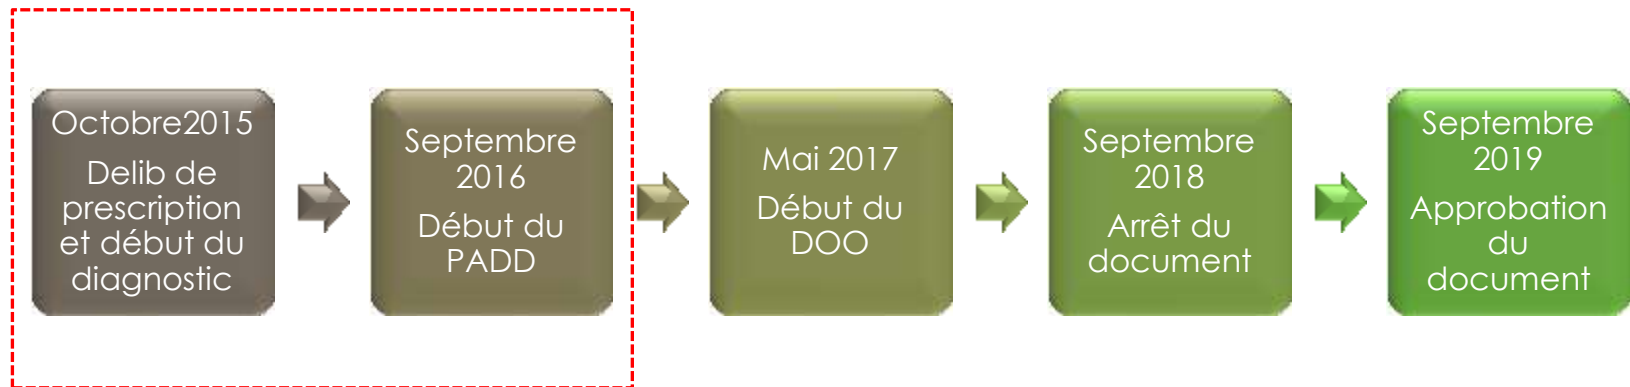 Octobre2015
Delib de
prescription
et début du
diagnostic
Septembre
2016
Début du
PADD
Mai 2017
Début du
DOO
Septembre
2018
Arrêt du
document
Septembre
2019
Approbation
du
document